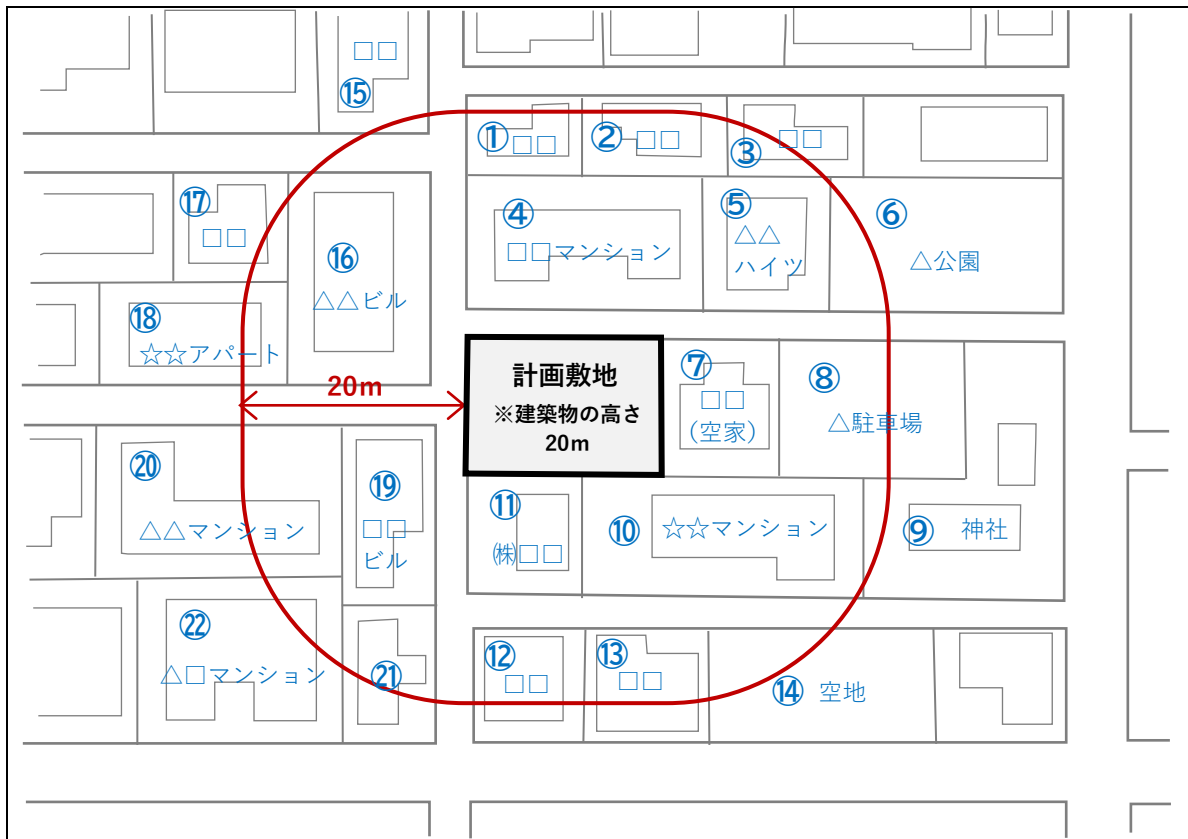 □□
⑮
①
□□
②
□□
③
□□
④
□□マンション
⑤
△△
ハイツ
⑥
△公園
⑰
□□
⑯
△△ビル
⑱
☆☆アパート
20m
計画敷地
※建築物の高さ
20m
⑦
□□
(空家)
⑧
△駐車場
⑳
△△マンション
⑲
□□
ビル
⑪
㈱□□
⑩
☆☆マンション
⑨
神社
㉒
△□マンション
㉑
⑫
□□
⑬
□□
⑭
空地